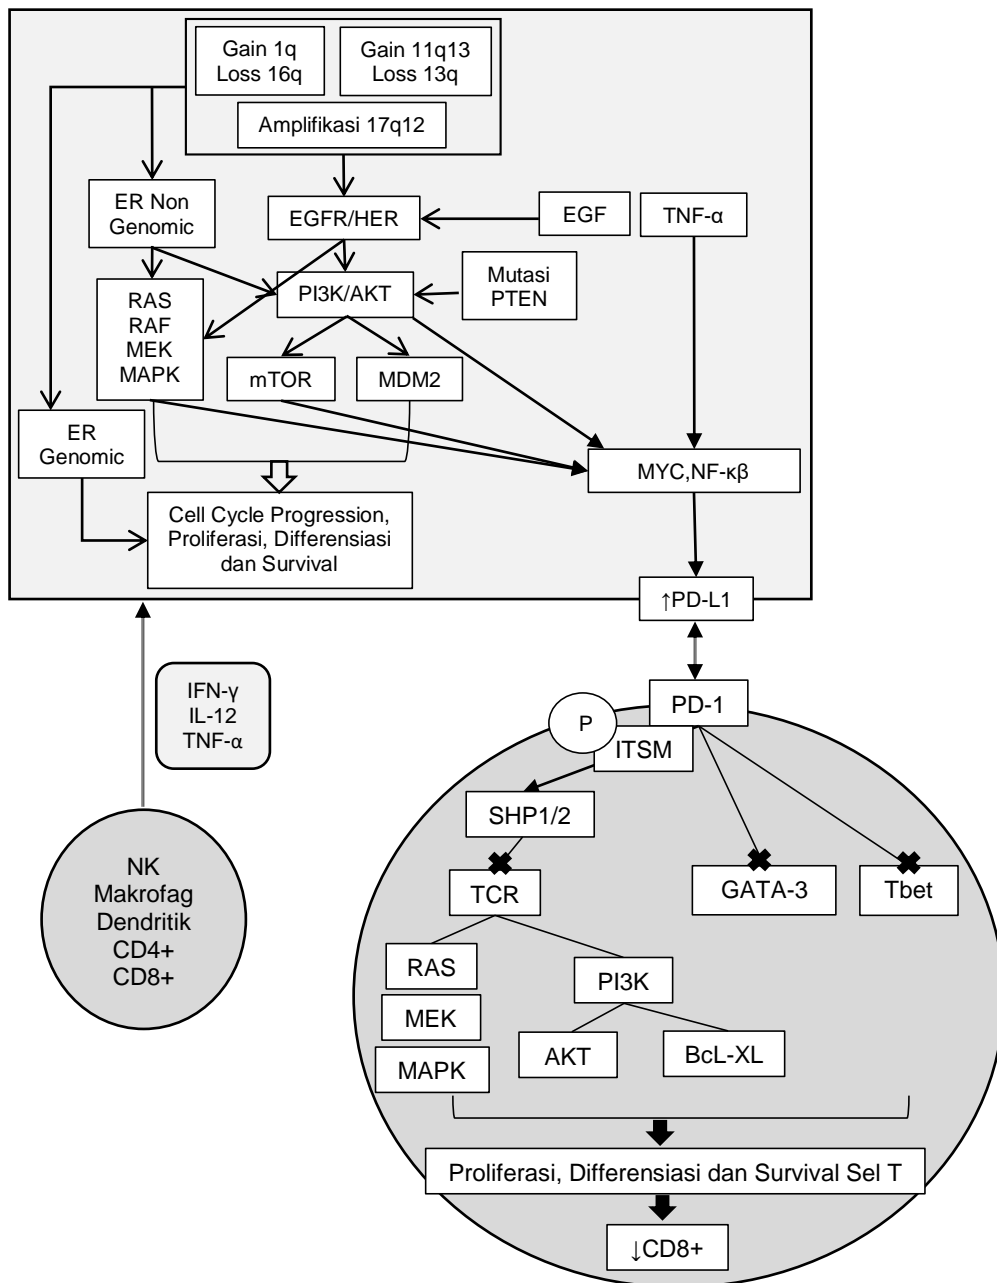 Gain 1q
Loss 16q
Gain 11q13
Loss 13q
Amplifikasi 17q12
ER Non
Genomic
EGFR/HER
EGF
TNF-α
RAS
RAF
MEK
MAPK
PI3K/AKT
Mutasi
PTEN
mTOR
MDM2
ER
Genomic
MYC,NF-κβ
Cell Cycle Progression,
Proliferasi, Differensiasi
dan Survival
↑PD-L1
IFN-γ
IL-12
TNF-α
PD-1
P
ITSM
SHP1/2
NK
Makrofag
Dendritik
CD4+
CD8+
TCR
GATA-3
Tbet
RAS
MEK
MAPK
PI3K
AKT
BcL-XL
Proliferasi, Differensiasi dan Survival Sel T
↓CD8+